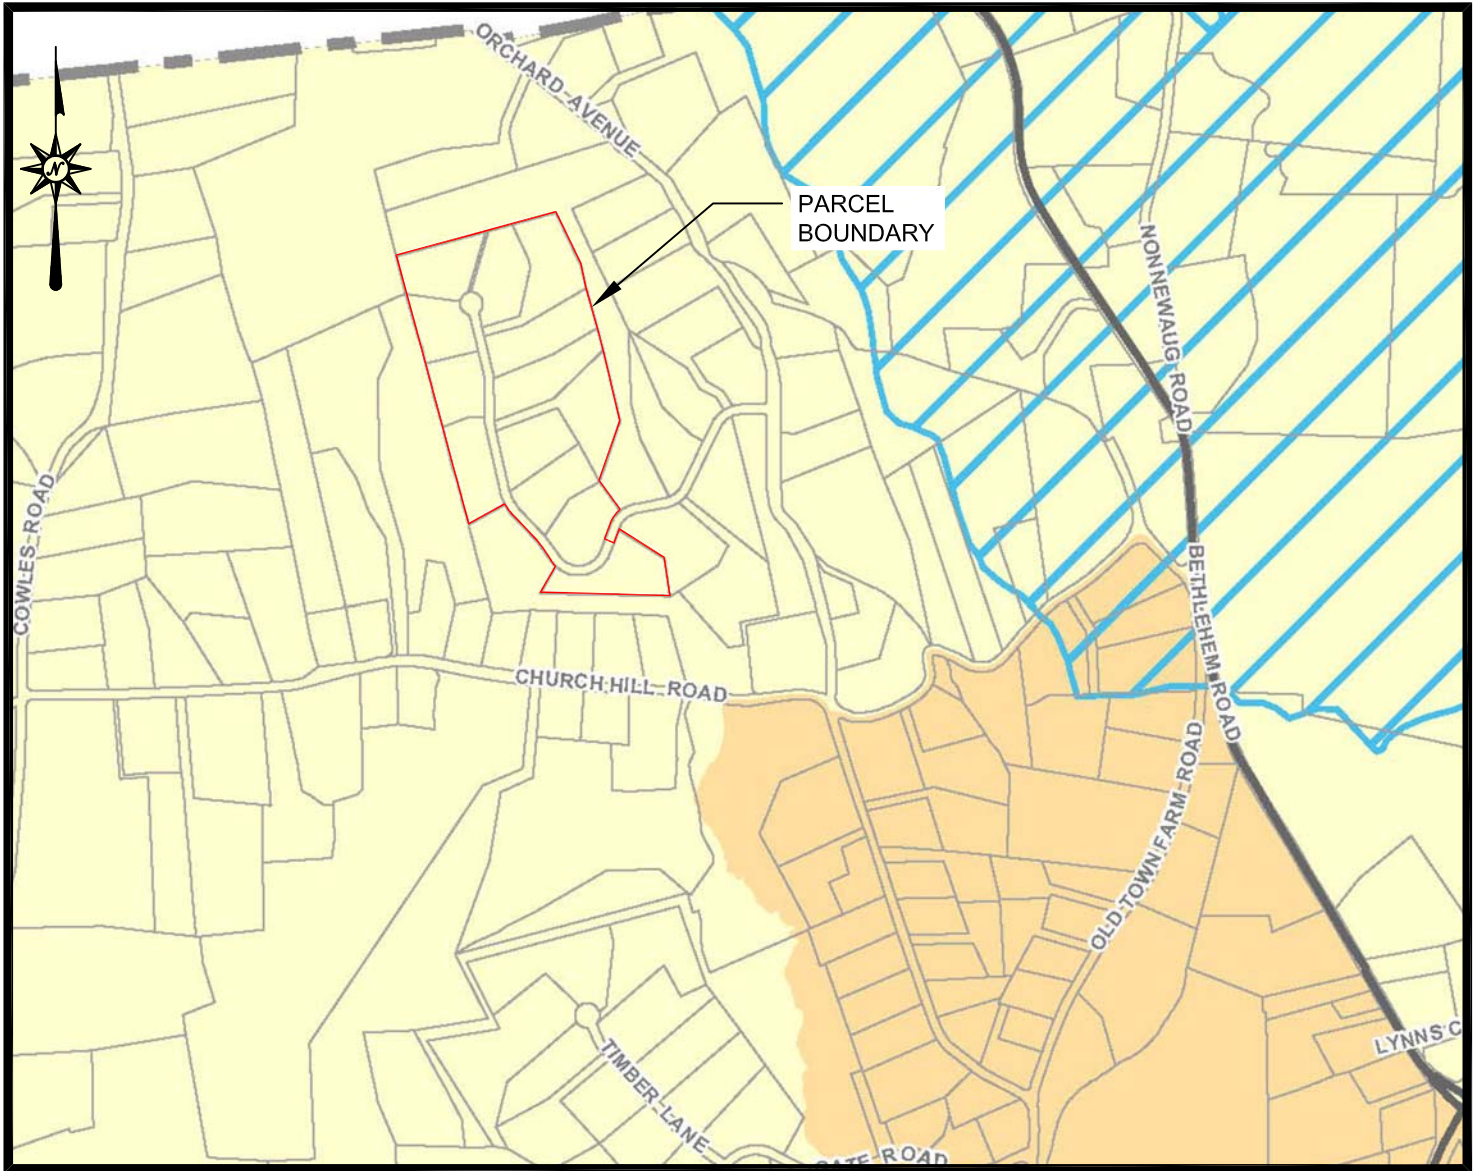 ORCHARD AVENUE
N
PARCEL
BOUNDARY
NONNEWAUG ROAD
COWLES ROAD
BETHLEHEM ROAD
CHURCH HILL ROAD
OLD TOWN FARM ROAD
LYNNS C
TIMBER LANE
GATE ROAD